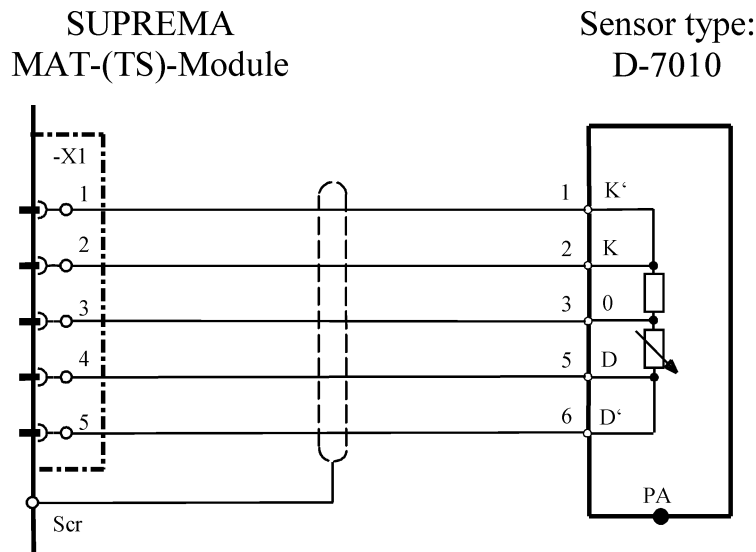 SUPREMA
MAT-(TS)-Module
Sensor type:
D-7010
-X1
1
1 K‘
2
2 K
3
3 0
4
5 D
5
6 D‘
Scr
PA